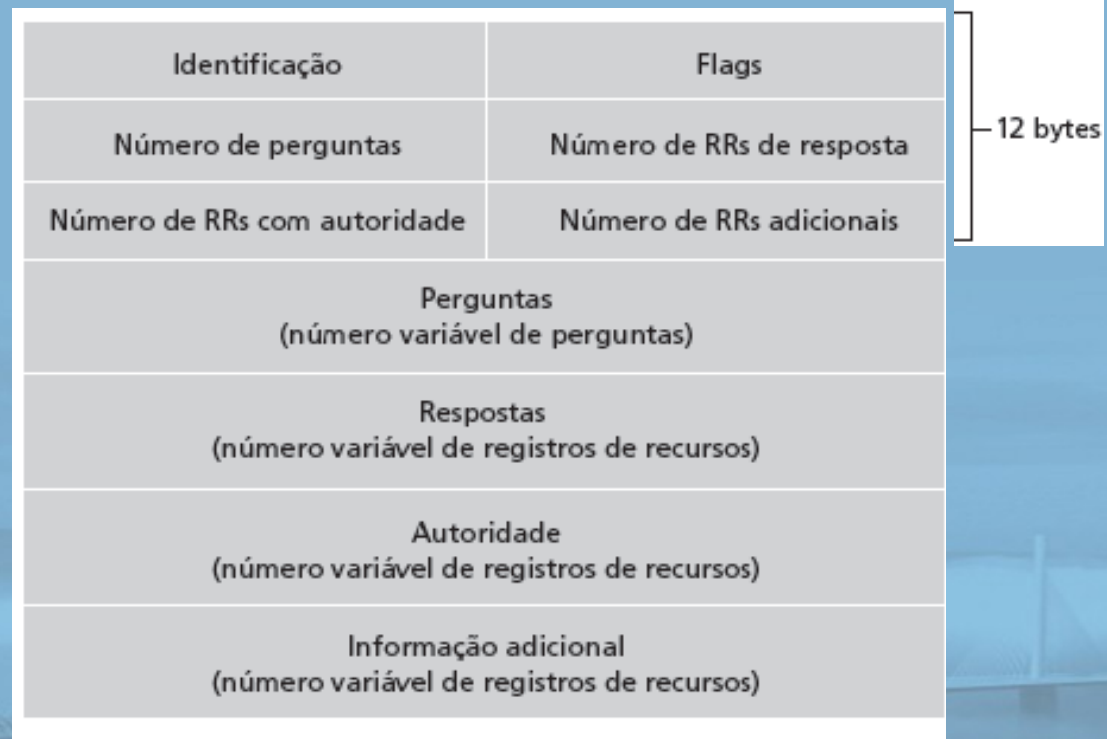 Identificação
Flags
12 bytes
Número de perguntas
Número de RRs de resposta
Número de RRs com autoridade
Número de RRs adicionais
Perguntas
(número variável de perguntas)
Respostas
(número variável de registros de recursos)
Autoridade
(número variável de registros de recursos)
Informação adicional
(número variável de registros de recursos)